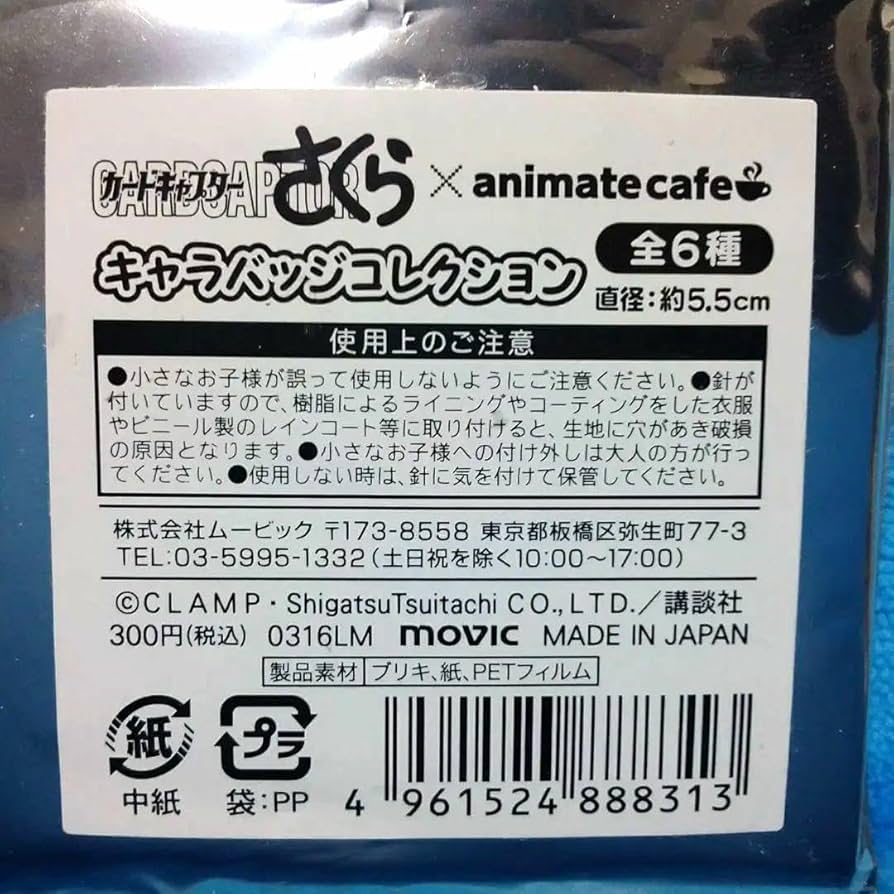 カードキャプター さくら × animatecafe
CARDCAPTOR
キャラバッジコレクション 全6種
直径:約5.5cm
使用上のご注意
●小さなお子様が誤って使用しないようにご注意ください。●針が
付いていますので、樹脂によるライニングやコーティングをした衣服
やビニール製のレインコート等に取り付けると、生地に穴があき破損
の原因となります。●小さなお子様への付け外しは大人の方が行っ
てください。●使用しない時は、針に気を付けて保管してください。
株式会社ムービック 〒173-8558 東京都板橋区弥生町77-3
TEL:03-5995-1332(土日祝を除く10:00〜17:00)
©CLAMP・ShigatsuTsuitachi CO.,LTD./講談社
300円(税込) 0316LM movic MADE IN JAPAN
製品素材 ブリキ、紙、PETフィルム
紙 プラ
中紙 袋:PP
4 961524 888313